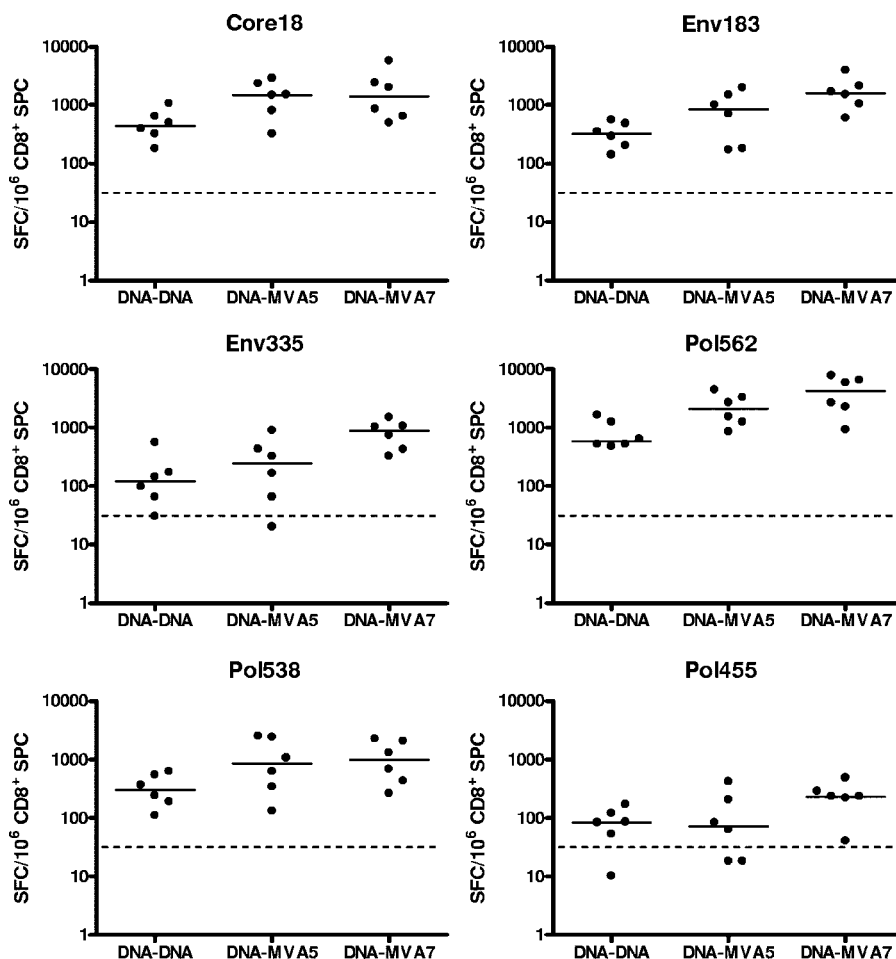 Core18
SFC/10⁶ CD8⁺ SPC
10000
1000
100
10
1
DNA-DNA DNA-MVA5 DNA-MVA7
Env183
SFC/10⁶ CD8⁺ SPC
10000
1000
100
10
1
DNA-DNA DNA-MVA5 DNA-MVA7
Env335
SFC/10⁶ CD8⁺ SPC
10000
1000
100
10
1
DNA-DNA DNA-MVA5 DNA-MVA7
Pol562
SFC/10⁶ CD8⁺ SPC
10000
1000
100
10
1
DNA-DNA DNA-MVA5 DNA-MVA7
Pol538
SFC/10⁶ CD8⁺ SPC
10000
1000
100
10
1
DNA-DNA DNA-MVA5 DNA-MVA7
Pol455
SFC/10⁶ CD8⁺ SPC
10000
1000
100
10
1
DNA-DNA DNA-MVA5 DNA-MVA7